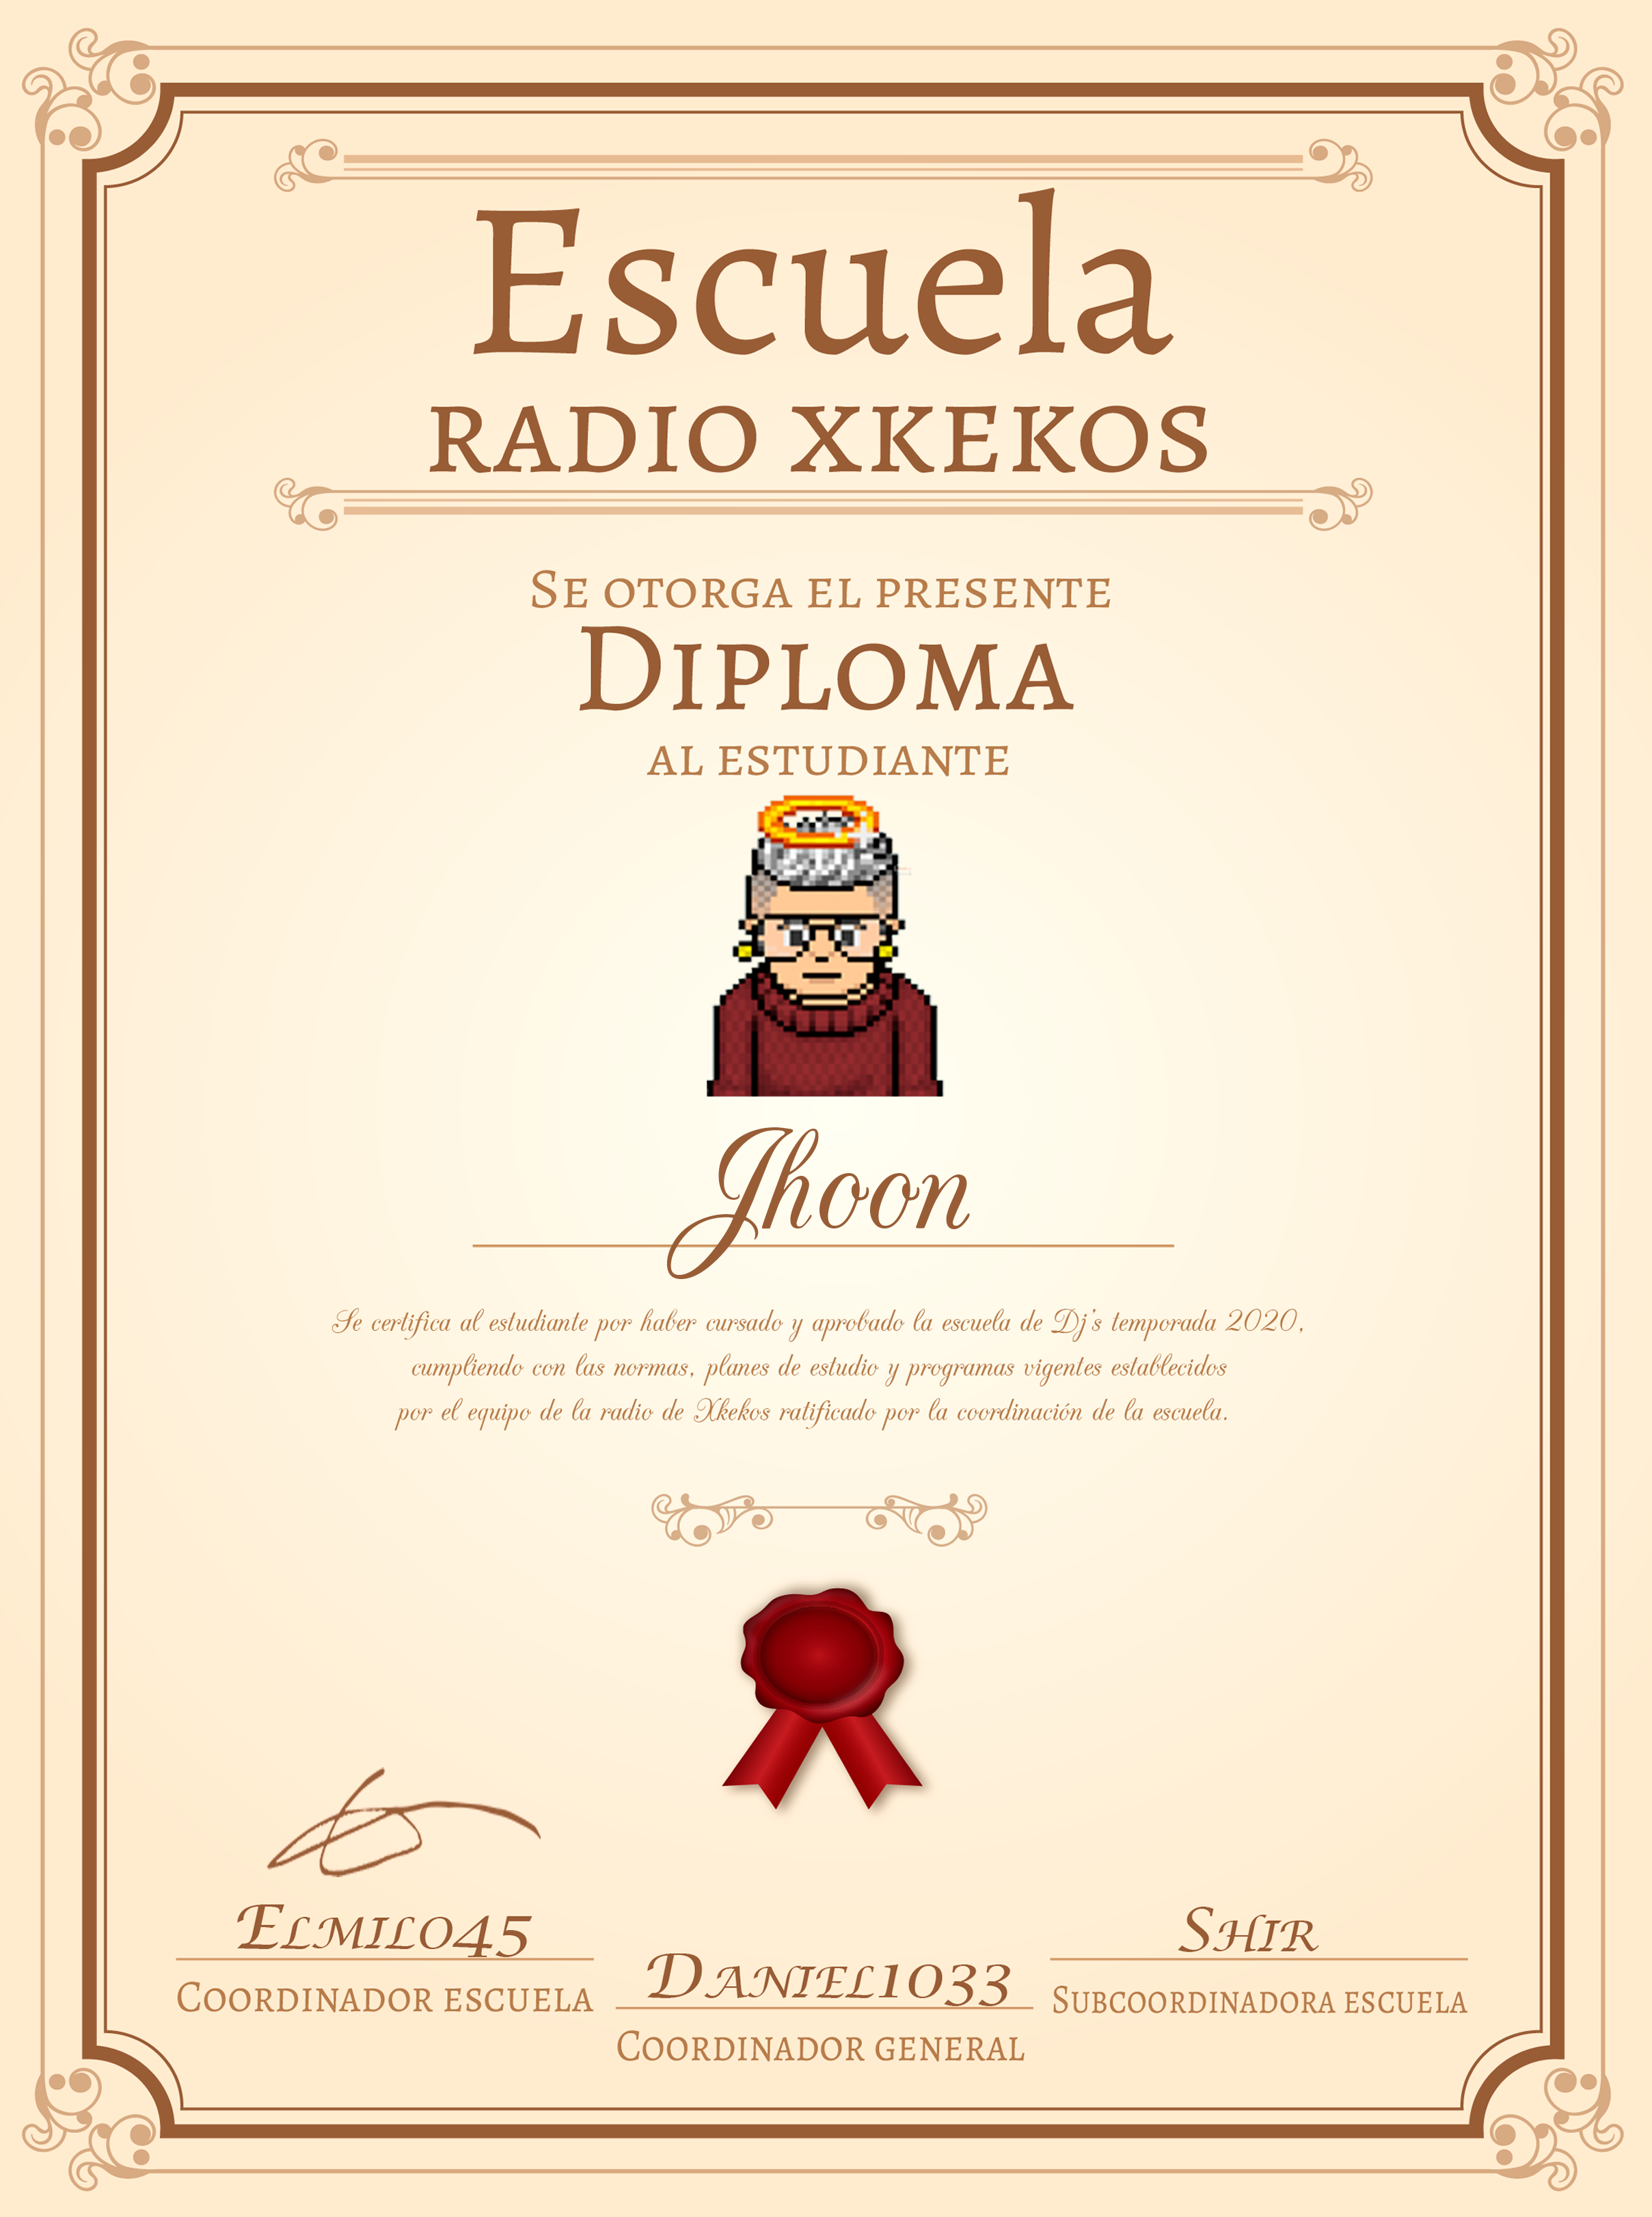 Escuela
RADIO XKEKOS
SE OTORGA EL PRESENTE
DIPLOMA
AL ESTUDIANTE
Jhoon
Se certifica al estudiante por haber cursado y aprobado la escuela de Dj's temporada 2020,
cumpliendo con las normas, planes de estudio y programas vigentes establecidos
por el equipo de la radio de Xkekos ratificado por la coordinación de la escuela.
ELMILO45
COORDINADOR ESCUELA
DANIEL1033
COORDINADOR GENERAL
SHIR
SUBCOORDINADORA ESCUELA